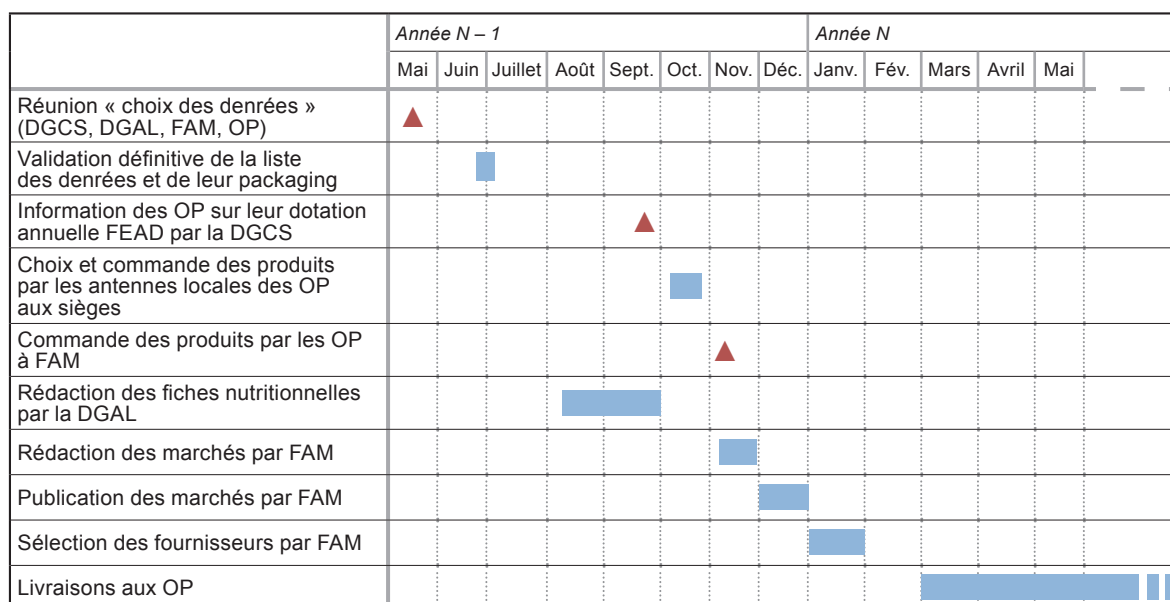 Année N – 1
Année N
Mai Juin Juillet Août Sept. Oct. Nov. Déc. Janv. Fév. Mars Avril Mai
Réunion « choix des denrées »
(DGCS, DGAL, FAM, OP)
Validation définitive de la liste
des denrées et de leur packaging
Information des OP sur leur dotation
annuelle FEAD par la DGCS
Choix et commande des produits
par les antennes locales des OP
aux sièges
Commande des produits par les OP
à FAM
Rédaction des fiches nutritionnelles
par la DGAL
Rédaction des marchés par FAM
Publication des marchés par FAM
Sélection des fournisseurs par FAM
Livraisons aux OP